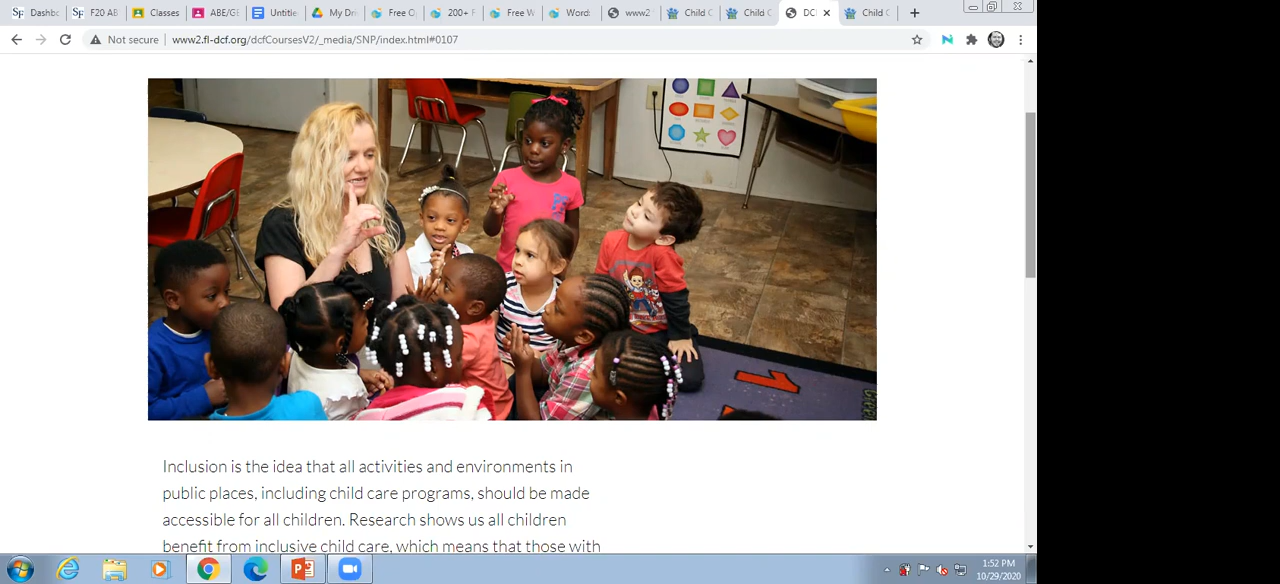 Dashbo
F20 AB
Classes
ABE/GE
Untitle
My Driv
Free O
200+ F
Free W
Word:
www2
Child C
Child C
DC
Child C
Not secure
www2.fl-dcf.org/dcfCoursesV2/_media/SNP/index.html#0107
1
Inclusion is the idea that all activities and environments in
public places, including child care programs, should be made
accessible for all children. Research shows us all children
benefit from inclusive child care, which means that those with
1:52 PM
10/29/2020